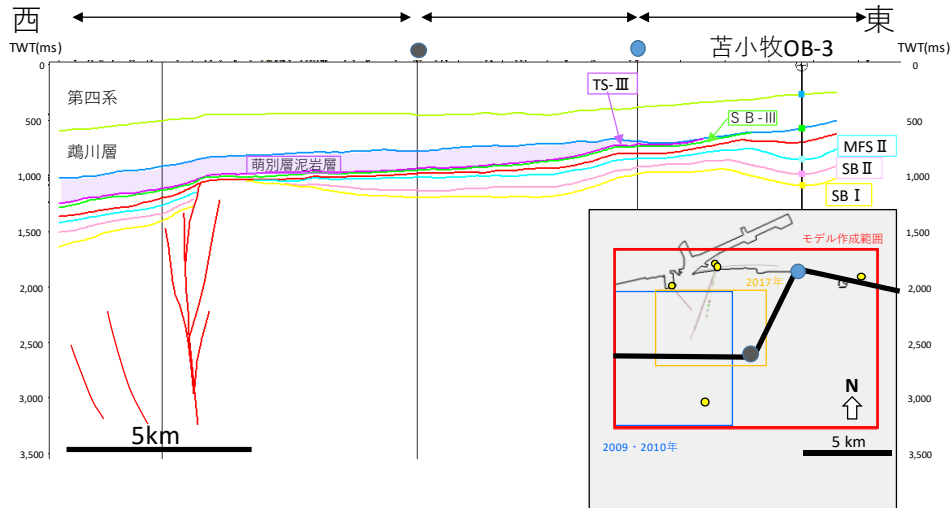 西
東
TWT(ms)
苫小牧OB-3
TWT(ms)
0
0
第四系
TS-Ⅲ
ＳＢ-Ⅲ
500
500
鵡川層
萌別層泥岩層
MFSⅡ
SBⅡ
SBⅠ
1,000
1,000
1,500
1,500
モデル作成範囲
2017年
2,000
2,000
2,500
2,500
3,000
3,000
N
5km
2009・2010年
5 km
3,500
3,500